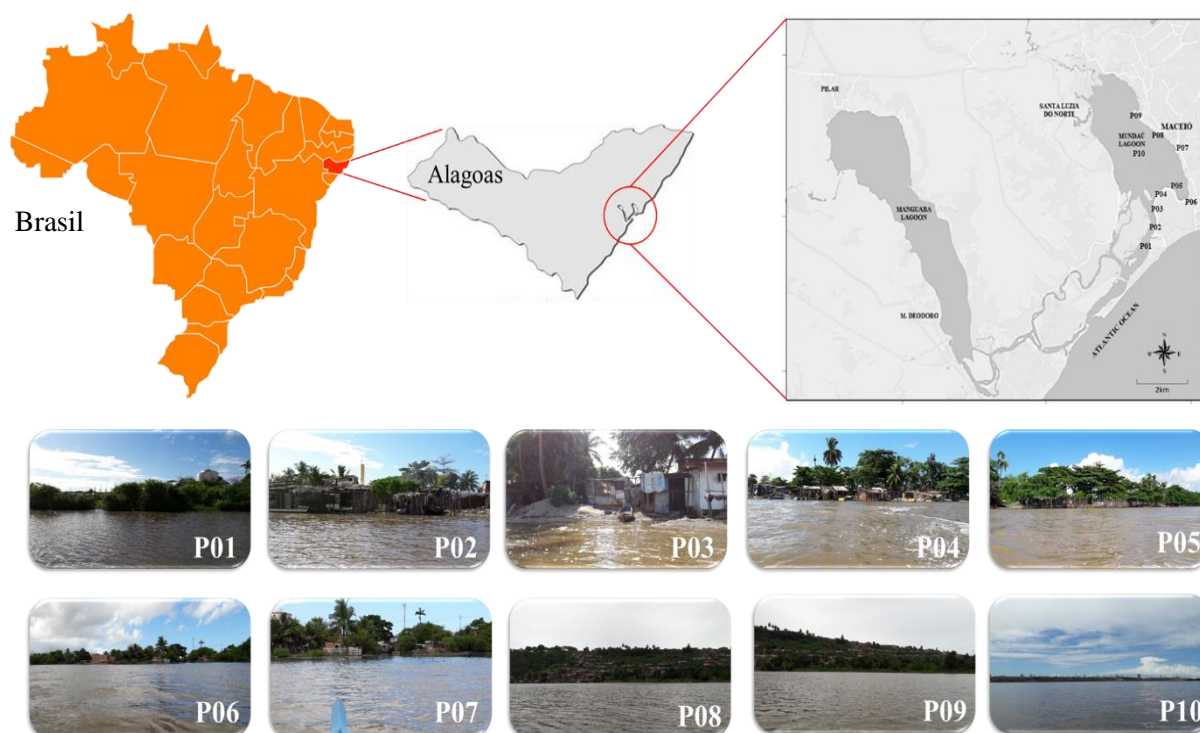 Brasil
Alagoas
PILAR
SANTA LUZIA
DO NORTE
MUNDAÚ
LAGOON
MACEIÓ
P09
P08
P07
P10
P05
P04
P06
P03
P02
P01
MANGUABA
LAGOON
M. DEODORO
ATLANTIC OCEAN
N
W
E
S
2km
P01
P02
P03
P04
P05
P06
P07
P08
P09
P10